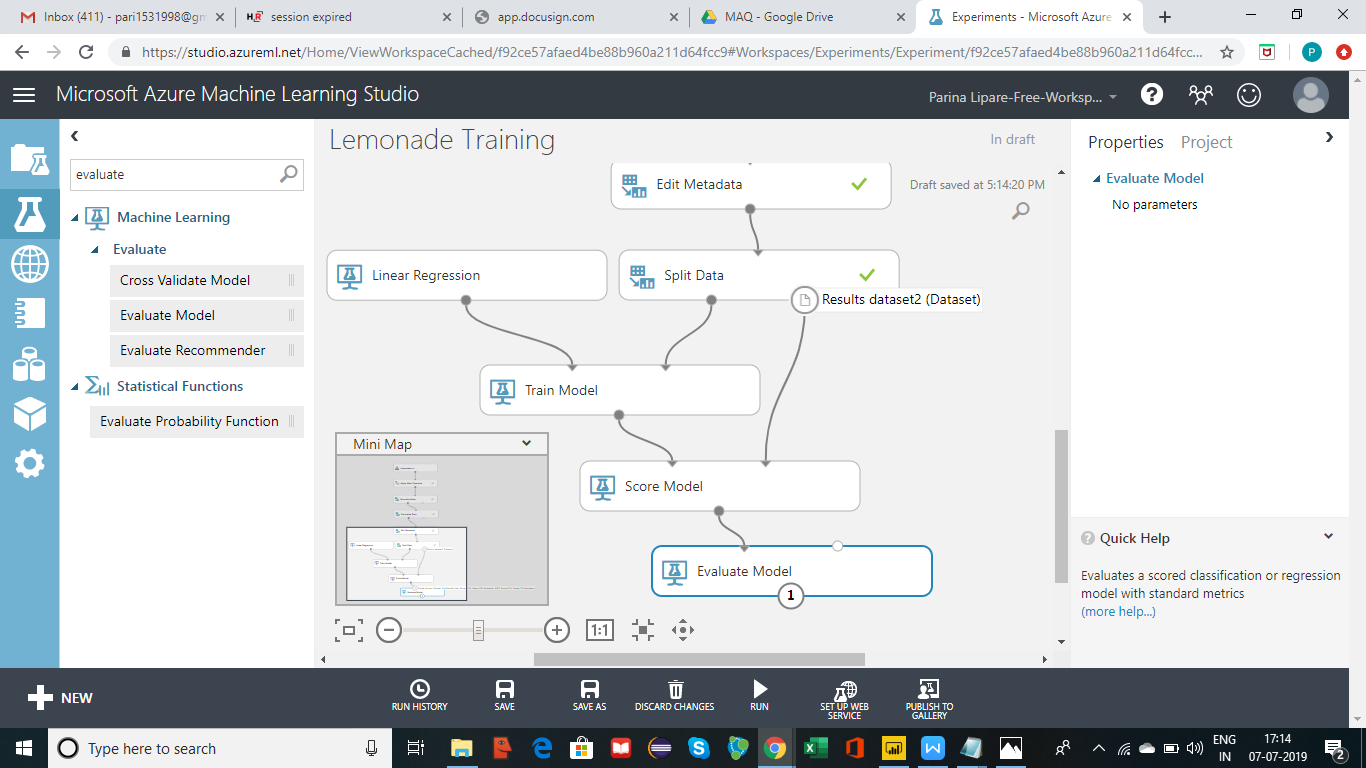 Inbox (411) - pari1531998@gm
session expired
app.docusign.com
MAQ - Google Drive
Experiments - Microsoft Azure
https://studio.azureml.net/Home/ViewWorkspaceCached/f92ce57afaed4be88b960a211d64fcc9#Workspaces/Experiments/Experiment/f92ce57afaed4be88b960a211d64fcc...
P
Microsoft Azure Machine Learning Studio
Parina Lipare-Free-Worksp...
evaluate
Machine Learning
Evaluate
Cross Validate Model
Evaluate Model
Evaluate Recommender
Statistical Functions
Evaluate Probability Function
Lemonade Training
In draft
Draft saved at 5:14:20 PM
Edit Metadata
Linear Regression
Split Data
Results dataset2 (Dataset)
Train Model
Score Model
Evaluate Model
1
Mini Map
1:1
Properties Project
Evaluate Model
No parameters
Quick Help
Evaluates a scored classification or regression
model with standard metrics
(more help...)
NEW
RUN HISTORY
SAVE
SAVE AS
DISCARD CHANGES
RUN
SET UP WEB
SERVICE
PUBLISH TO
GALLERY
Type here to search
ENG
IN
17:14
07-07-2019
2